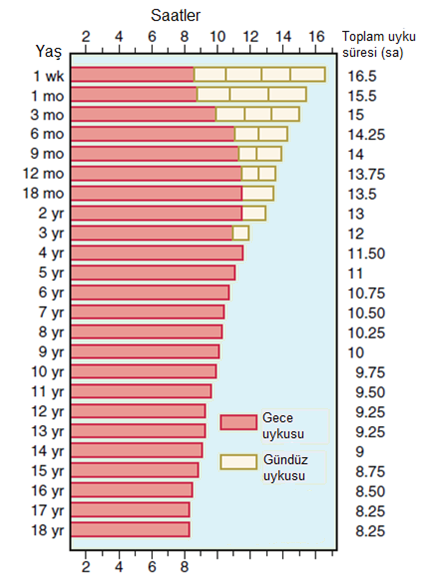 Saatler
2 4 6 8 10 12 14 16
Toplam uyku
süresi (sa)
Yaş
1 wk 16.5
1 mo 15.5
3 mo 15
6 mo 14.25
9 mo 14
12 mo 13.75
18 mo 13.5
2 yr 13
3 yr 12
4 yr 11.50
5 yr 11
6 yr 10.75
7 yr 10.50
8 yr 10.25
9 yr 10
10 yr 9.75
11 yr 9.50
12 yr 9.25
13 yr 9.25
14 yr 9
15 yr 8.75
16 yr 8.50
17 yr 8.25
18 yr 8.25
Gece
uykusu
Gündüz
uykusu
2 4 6 8